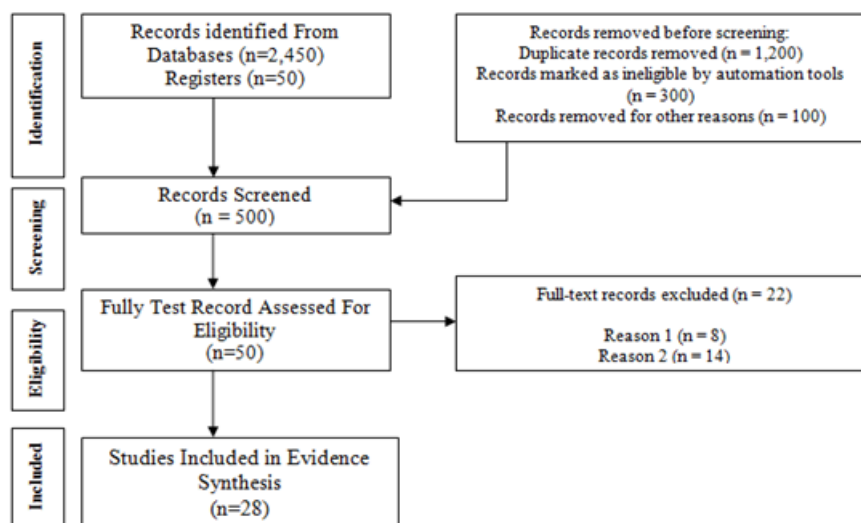 Identification
Records identified From
Databases (n=2,450)
Registers (n=50)
Records removed before screening:
Duplicate records removed (n = 1,200)
Records marked as ineligible by automation tools
(n = 300)
Records removed for other reasons (n = 100)
Screening
Records Screened
(n = 500)
Eligibility
Fully Test Record Assessed For
Eligibility
(n=50)
Full-text records excluded (n = 22)
Reason 1 (n = 8)
Reason 2 (n = 14)
Included
Studies Included in Evidence
Synthesis
(n=28)